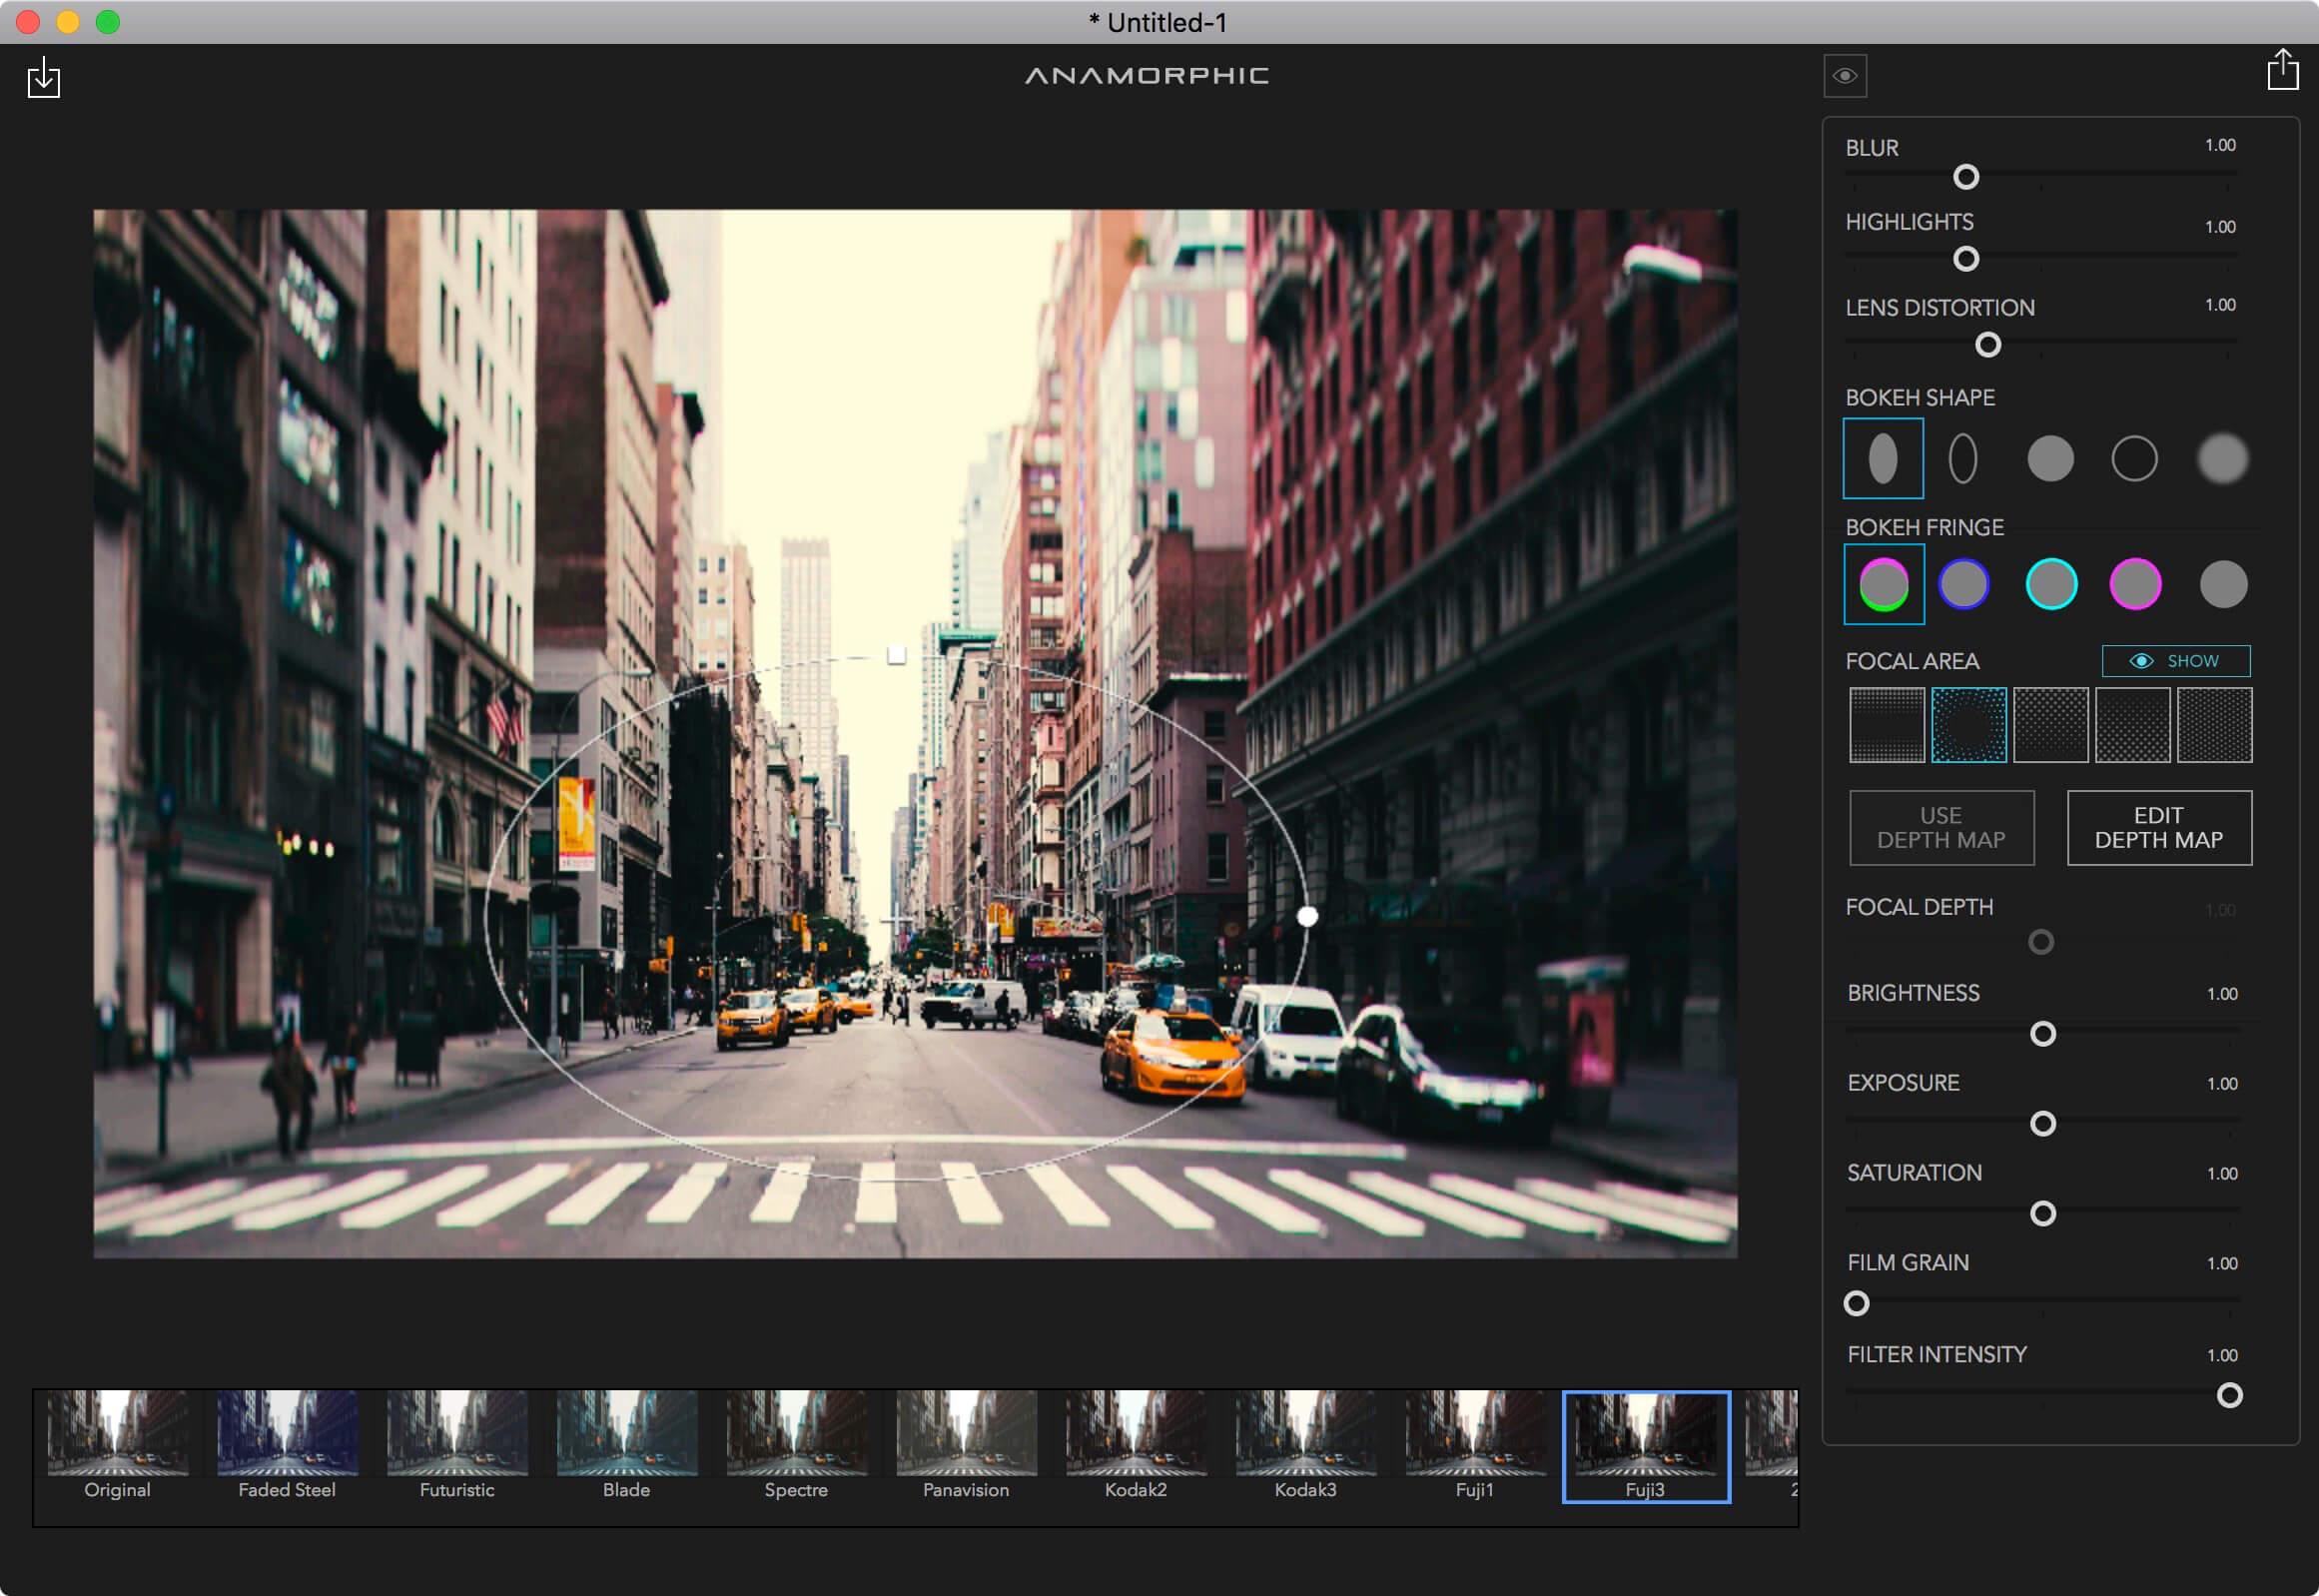 * Untitled-1
ANAMORPHIC
BLUR 1.00
HIGHLIGHTS 1.00
LENS DISTORTION 1.00
BOKEH SHAPE
BOKEH FRINGE
FOCAL AREA SHOW
USE
DEPTH MAP
EDIT
DEPTH MAP
FOCAL DEPTH 1.00
BRIGHTNESS 1.00
EXPOSURE 1.00
SATURATION 1.00
FILM GRAIN 1.00
FILTER INTENSITY 1.00
Original Faded Steel Futuristic Blade Spectre Panavision Kodak2 Kodak3 Fuji1 Fuji3